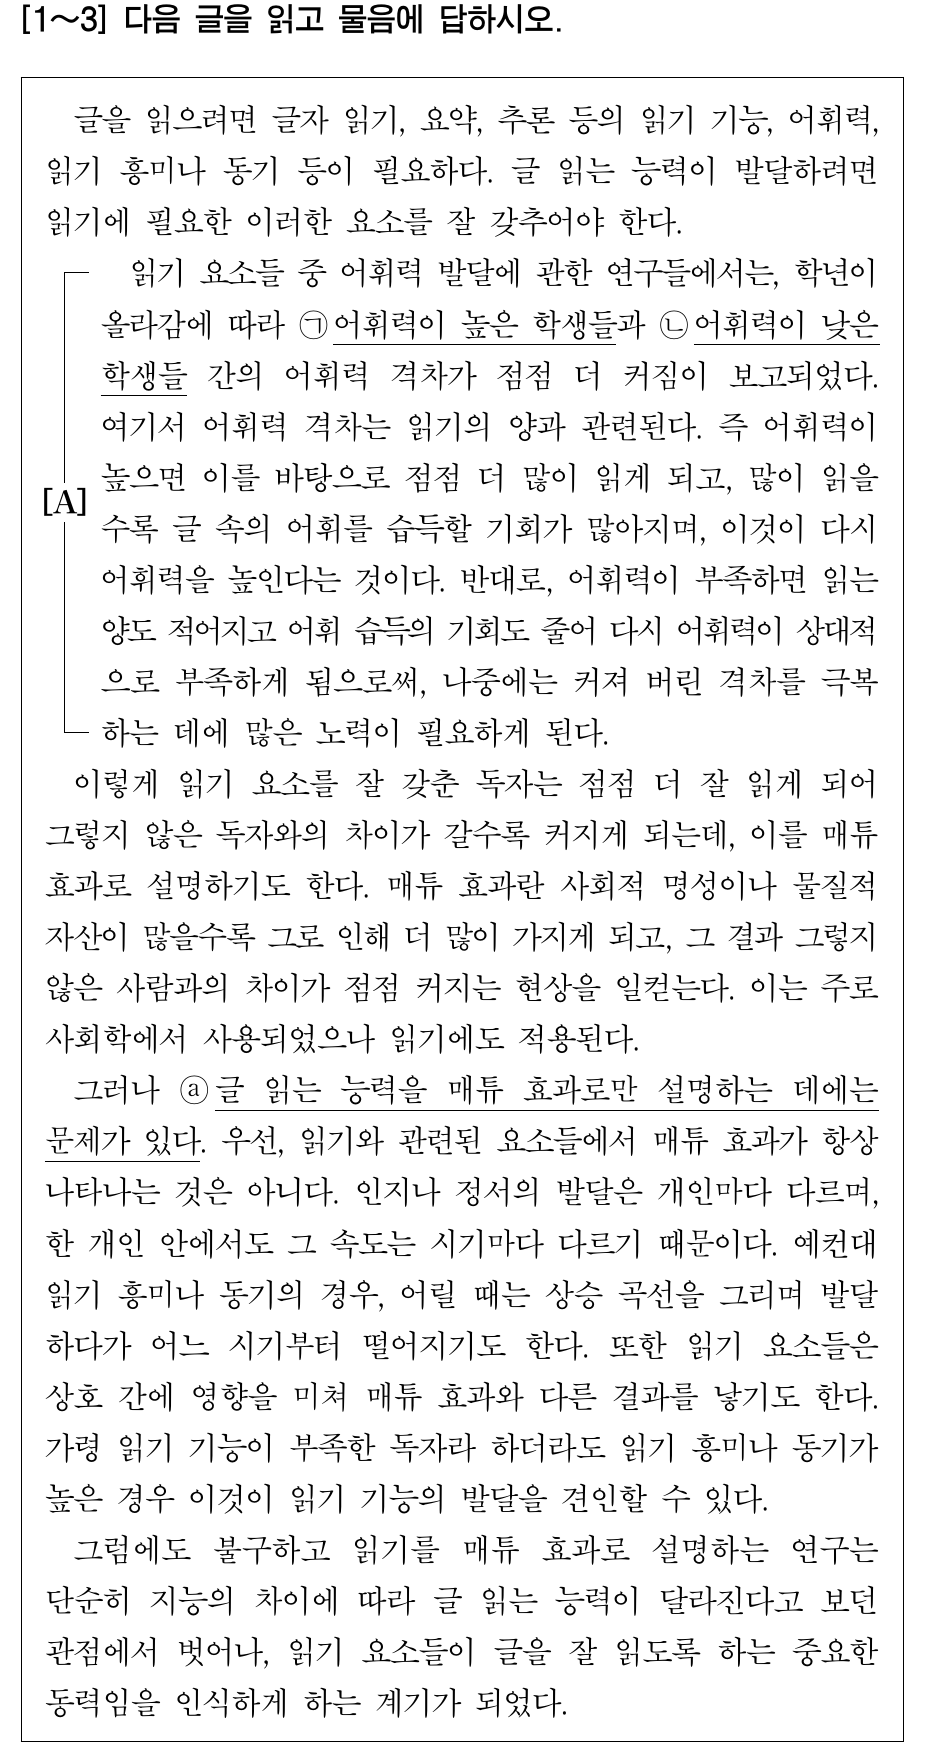 [1～3] 다음 글을 읽고 물음에 답하시오.
글을 읽으려면 글자 읽기, 요약, 추론 등의 읽기 기능, 어휘력,
읽기 흥미나 동기 등이 필요하다. 글 읽는 능력이 발달하려면
읽기에 필요한 이러한 요소를 잘 갖추어야 한다.
읽기 요소들 중 어휘력 발달에 관한 연구들에서는, 학년이
올라감에 따라 ㉠어휘력이 높은 학생들과 ㉡어휘력이 낮은
학생들 간의 어휘력 격차가 점점 더 커짐이 보고되었다.
여기서 어휘력 격차는 읽기의 양과 관련된다. 즉 어휘력이
높으면 이를 바탕으로 점점 더 많이 읽게 되고, 많이 읽을
[A]
수록 글 속의 어휘를 습득할 기회가 많아지며, 이것이 다시
어휘력을 높인다는 것이다. 반대로, 어휘력이 부족하면 읽는
양도 적어지고 어휘 습득의 기회도 줄어 다시 어휘력이 상대적
으로 부족하게 됨으로써, 나중에는 커져 버린 격차를 극복
하는 데에 많은 노력이 필요하게 된다.
이렇게 읽기 요소를 잘 갖춘 독자는 점점 더 잘 읽게 되어
그렇지 않은 독자와의 차이가 갈수록 커지게 되는데, 이를 매튜
효과로 설명하기도 한다. 매튜 효과란 사회적 명성이나 물질적
자산이 많을수록 그로 인해 더 많이 가지게 되고, 그 결과 그렇지
않은 사람과의 차이가 점점 커지는 현상을 일컫는다. 이는 주로
사회학에서 사용되었으나 읽기에도 적용된다.
그러나 ⓐ글 읽는 능력을 매튜 효과로만 설명하는 데에는
문제가 있다. 우선, 읽기와 관련된 요소들에서 매튜 효과가 항상
나타나는 것은 아니다. 인지나 정서의 발달은 개인마다 다르며,
한 개인 안에서도 그 속도는 시기마다 다르기 때문이다. 예컨대
읽기 흥미나 동기의 경우, 어릴 때는 상승 곡선을 그리며 발달
하다가 어느 시기부터 떨어지기도 한다. 또한 읽기 요소들은
상호 간에 영향을 미쳐 매튜 효과와 다른 결과를 낳기도 한다.
가령 읽기 기능이 부족한 독자라 하더라도 읽기 흥미나 동기가
높은 경우 이것이 읽기 기능의 발달을 견인할 수 있다.
그럼에도 불구하고 읽기를 매튜 효과로 설명하는 연구는
단순히 지능의 차이에 따라 글 읽는 능력이 달라진다고 보던
관점에서 벗어나, 읽기 요소들이 글을 잘 읽도록 하는 중요한
동력임을 인식하게 하는 계기가 되었다.